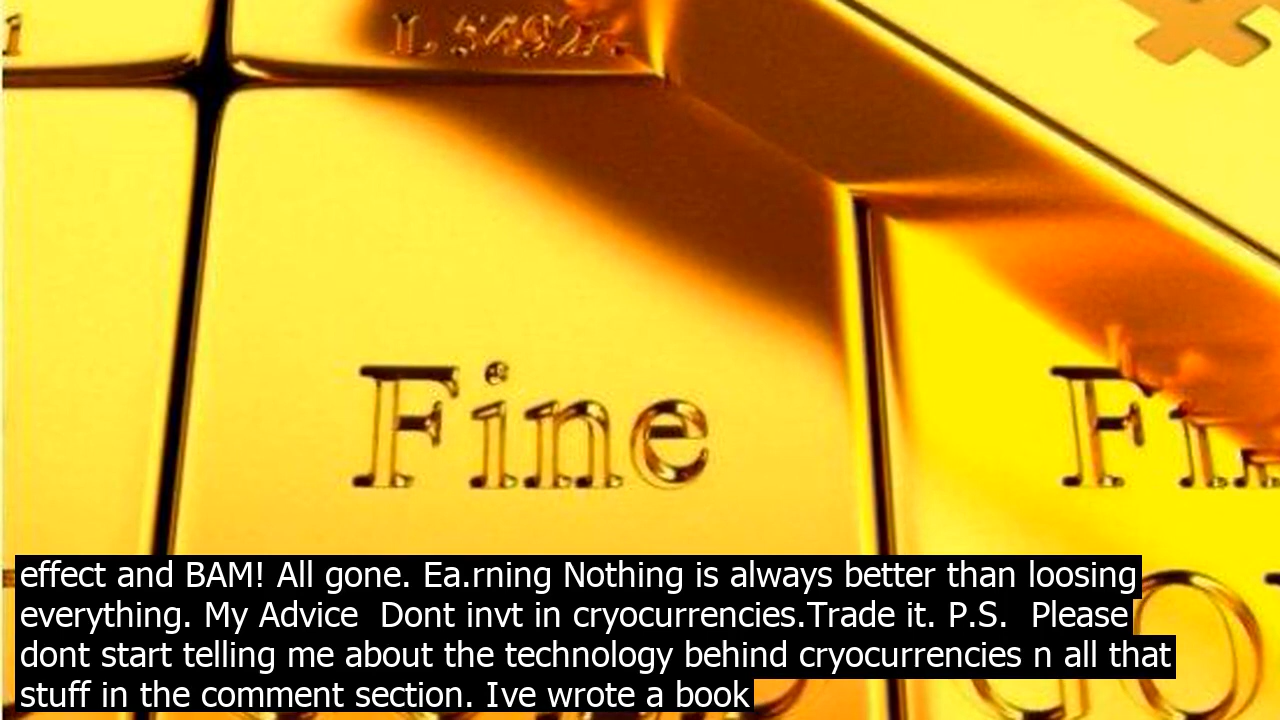 1
Fine
effect and BAM! All gone. Ea.rning Nothing is always better than loosing
everything. My Advice  Dont invt in cryocurrencies.Trade it. P.S.  Please
dont start telling me about the technology behind cryocurrencies n all that
stuff in the comment section. Ive wrote a book